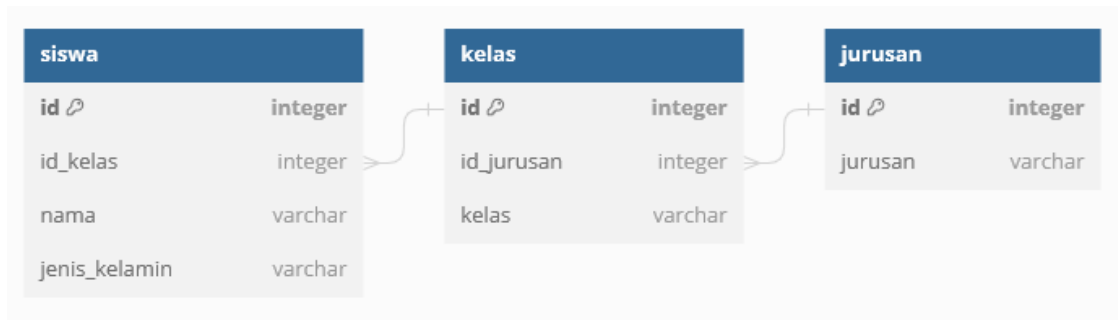 siswa
id integer
id_kelas integer
nama varchar
jenis_kelamin varchar
kelas
id integer
id_jurusan integer
kelas varchar
jurusan
id integer
jurusan varchar